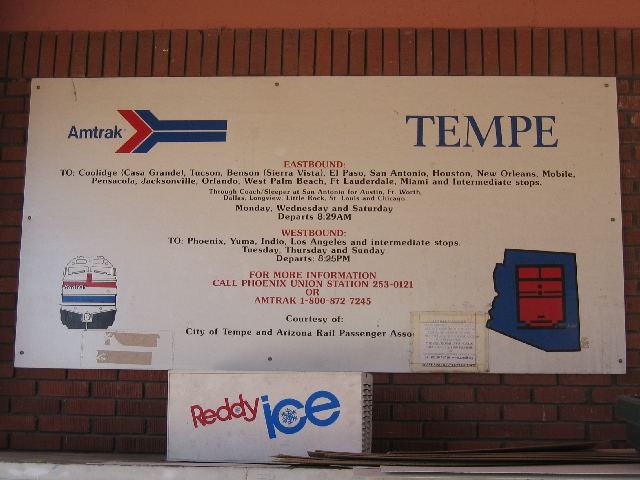 Amtrak
TEMPE
EASTBOUND:
TO: Coolidge (Casa Grande), Tucson, Benson (Sierra Vista), El Paso, San Antonio, Houston, New Orleans, Mobile,
Pensacola, Jacksonville, Orlando, West Palm Beach, Ft Lauderdale, Miami and Intermediate stops.
Through Coach/Sleeper at San Antonio for Austin, Ft. Worth,
Dallas, Longview, Little Rock, St. Louis and Chicago.
Monday, Wednesday and Saturday
Departs 8:29AM
WESTBOUND:
TO: Phoenix, Yuma, Indio, Los Angeles and intermediate stops.
Tuesday, Thursday and Sunday
Departs: 8:25PM
FOR MORE INFORMATION
CALL PHOENIX UNION STATION 253-0121
OR
AMTRAK 1-800-872-7245
Courtesy of:
City of Tempe and Arizona Rail Passenger Asso
Amtrak
Reddy ice